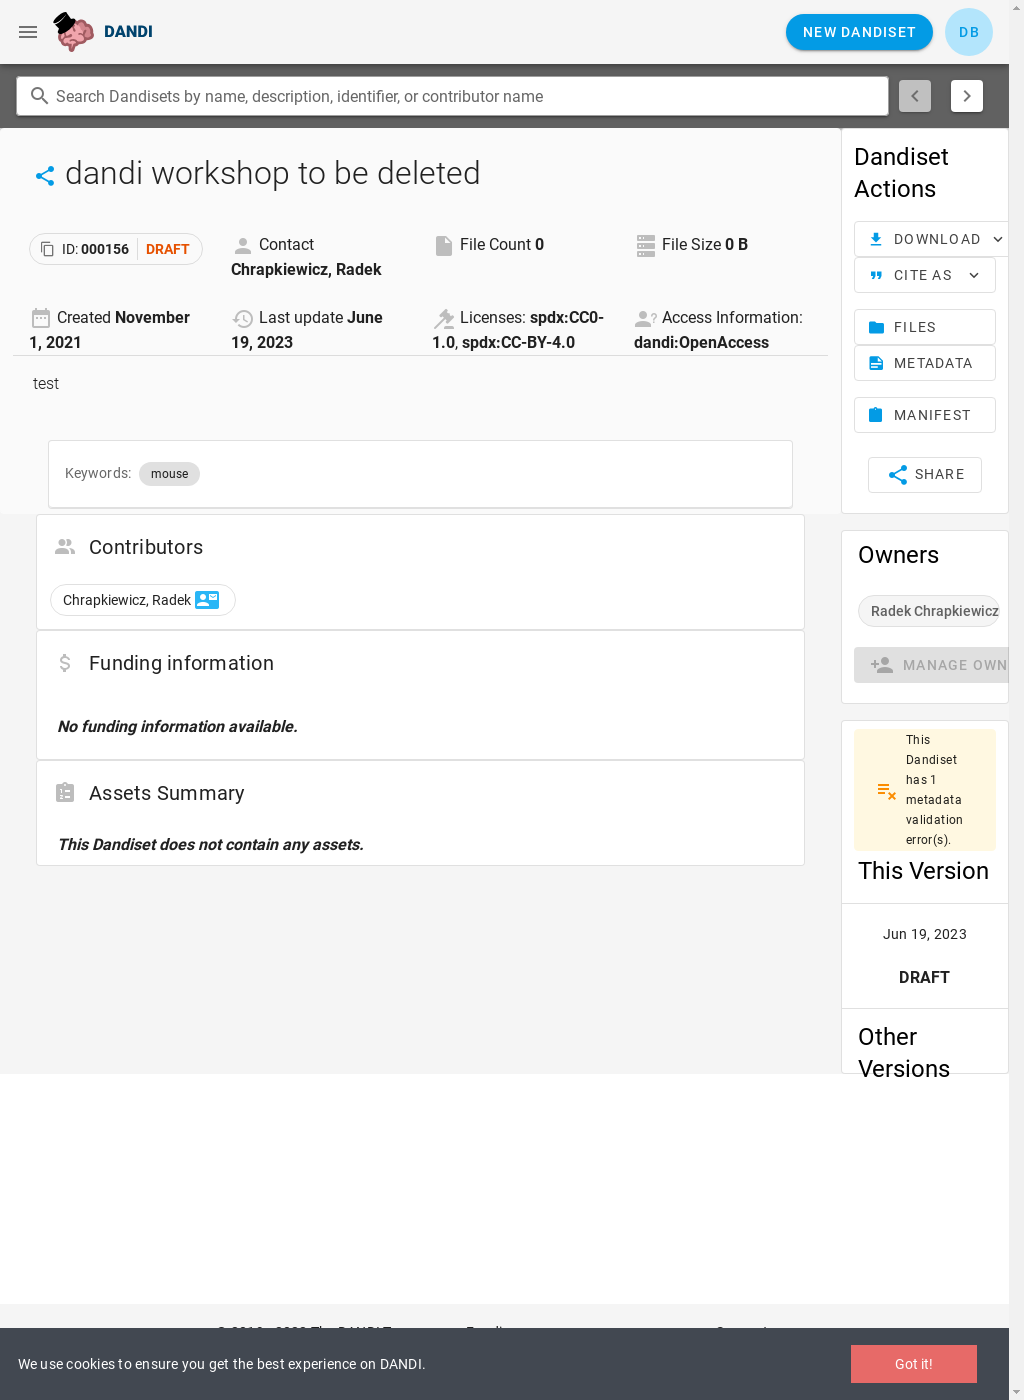 DANDI
NEW DANDISET
DB
Search Dandisets by name, description, identifier, or contributor name
dandi workshop to be deleted
ID: 000156 DRAFT
Contact
Chrapkiewicz, Radek
File Count 0
File Size 0 B
Created November
1, 2021
Last update June
19, 2023
Licenses: spdx:CC0-
1.0, spdx:CC-BY-4.0
Access Information:
dandi:OpenAccess
test
Keywords: mouse
Contributors
Chrapkiewicz, Radek
Funding information
No funding information available.
Assets Summary
This Dandiset does not contain any assets.
Dandiset
Actions
DOWNLOAD
CITE AS
FILES
METADATA
MANIFEST
SHARE
Owners
Radek Chrapkiewicz
MANAGE OWN
This
Dandiset
has 1
metadata
validation
error(s).
This Version
Jun 19, 2023
DRAFT
Other
Versions
We use cookies to ensure you get the best experience on DANDI.
Got it!